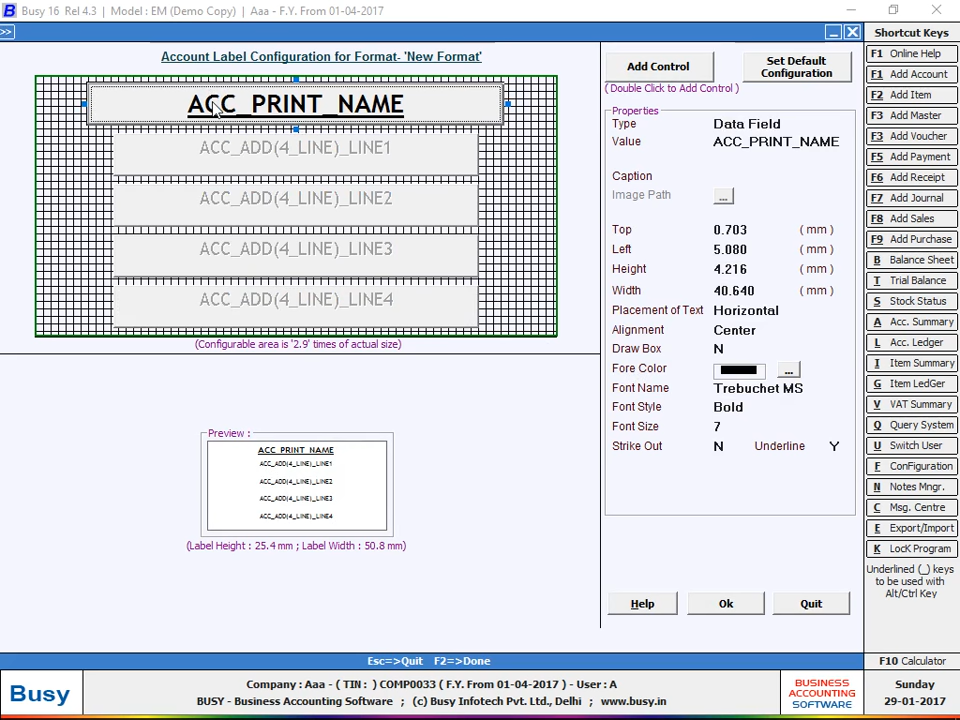 Busy 16 Rel 4.3 | Model : EM (Demo Copy) | Aaa - F.Y. From 01-04-2017
>>
Account Label Configuration for Format- 'New Format'
ACC_PRINT_NAME
ACC_ADD(4_LINE)_LINE1
ACC_ADD(4_LINE)_LINE2
ACC_ADD(4_LINE)_LINE3
ACC_ADD(4_LINE)_LINE4
(Configurable area is '2.9' times of actual size)
Preview :
ACC_PRINT_NAME
ACC_ADD(4_LINE)_LINE1
ACC_ADD(4_LINE)_LINE2
ACC_ADD(4_LINE)_LINE3
ACC_ADD(4_LINE)_LINE4
(Label Height : 25.4 mm ; Label Width : 50.8 mm)
Add Control
Set Default Configuration
( Double Click to Add Control )
Properties
Type Data Field
Value ACC_PRINT_NAME
Caption
Image Path ...
Top 0.703 ( mm )
Left 5.080 ( mm )
Height 4.216 ( mm )
Width 40.640 ( mm )
Placement of Text Horizontal
Alignment Center
Draw Box N
Fore Color ...
Font Name Trebuchet MS
Font Style Bold
Font Size 7
Strike Out N Underline Y
Help Ok Quit
Shortcut Keys
F1 Online Help
F1 Add Account
F2 Add Item
F3 Add Master
F3 Add Voucher
F5 Add Payment
F6 Add Receipt
F7 Add Journal
F8 Add Sales
F9 Add Purchase
B Balance Sheet
T Trial Balance
S Stock Status
A Acc. Summary
L Acc. Ledger
I Item Summary
G Item LedGer
V VAT Summary
Q Query System
U Switch User
F ConFiguration
N Notes Mngr.
C Msg. Centre
E Export/Import
K LocK Program
Underlined (_) keys
to be used with
Alt/Ctrl Key
Esc=>Quit F2=>Done
F10 Calculator
Busy
Company : Aaa - ( TIN : ) COMP0033 ( F.Y. From 01-04-2017 ) - User : A
BUSY - Business Accounting Software ; (c) Busy Infotech Pvt. Ltd., Delhi ; www.busy.in
BUSINESS
ACCOUNTING
SOFTWARE
Sunday
29-01-2017